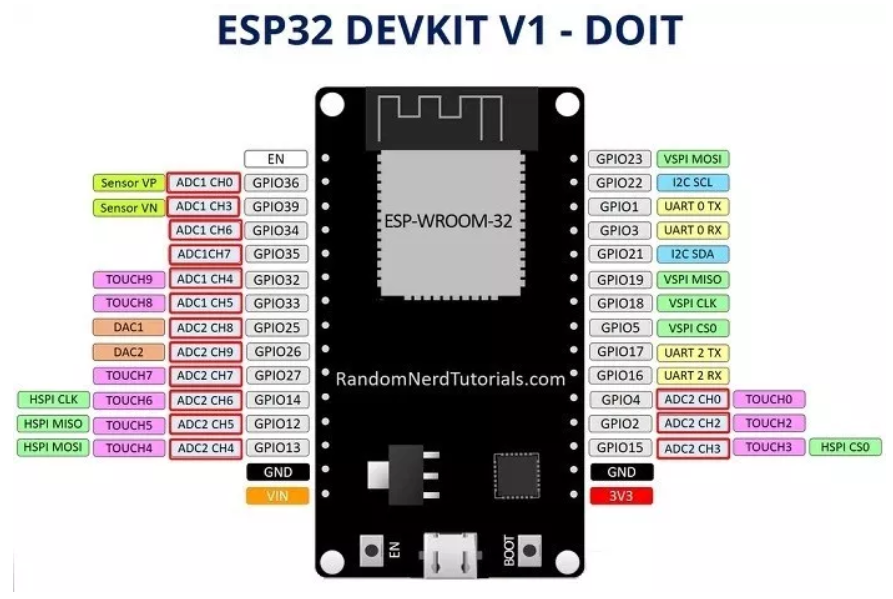 ESP32 DEVKIT V1 - DOIT
EN GPIO23 VSPI MOSI
Sensor VP ADC1 CH0 GPIO36 GPIO22 I2C SCL
Sensor VN ADC1 CH3 GPIO39 GPIO1 UART 0 TX
ADC1 CH6 GPIO34 ESP-WROOM-32 GPIO3 UART 0 RX
ADC1CH7 GPIO35 GPIO21 I2C SDA
TOUCH9 ADC1 CH4 GPIO32 GPIO19 VSPI MISO
TOUCH8 ADC1 CH5 GPIO33 GPIO18 VSPI CLK
DAC1 ADC2 CH8 GPIO25 GPIO5 VSPI CS0
DAC2 ADC2 CH9 GPIO26 GPIO17 UART 2 TX
TOUCH7 ADC2 CH7 GPIO27 RandomNerdTutorials.com GPIO16 UART 2 RX
HSPI CLK TOUCH6 ADC2 CH6 GPIO14 GPIO4 ADC2 CH0 TOUCH0
HSPI MISO TOUCH5 ADC2 CH5 GPIO12 GPIO2 ADC2 CH2 TOUCH2
HSPI MOSI TOUCH4 ADC2 CH4 GPIO13 GPIO15 ADC2 CH3 TOUCH3 HSPI CS0
GND GND
VIN 3V3
EN BOOT